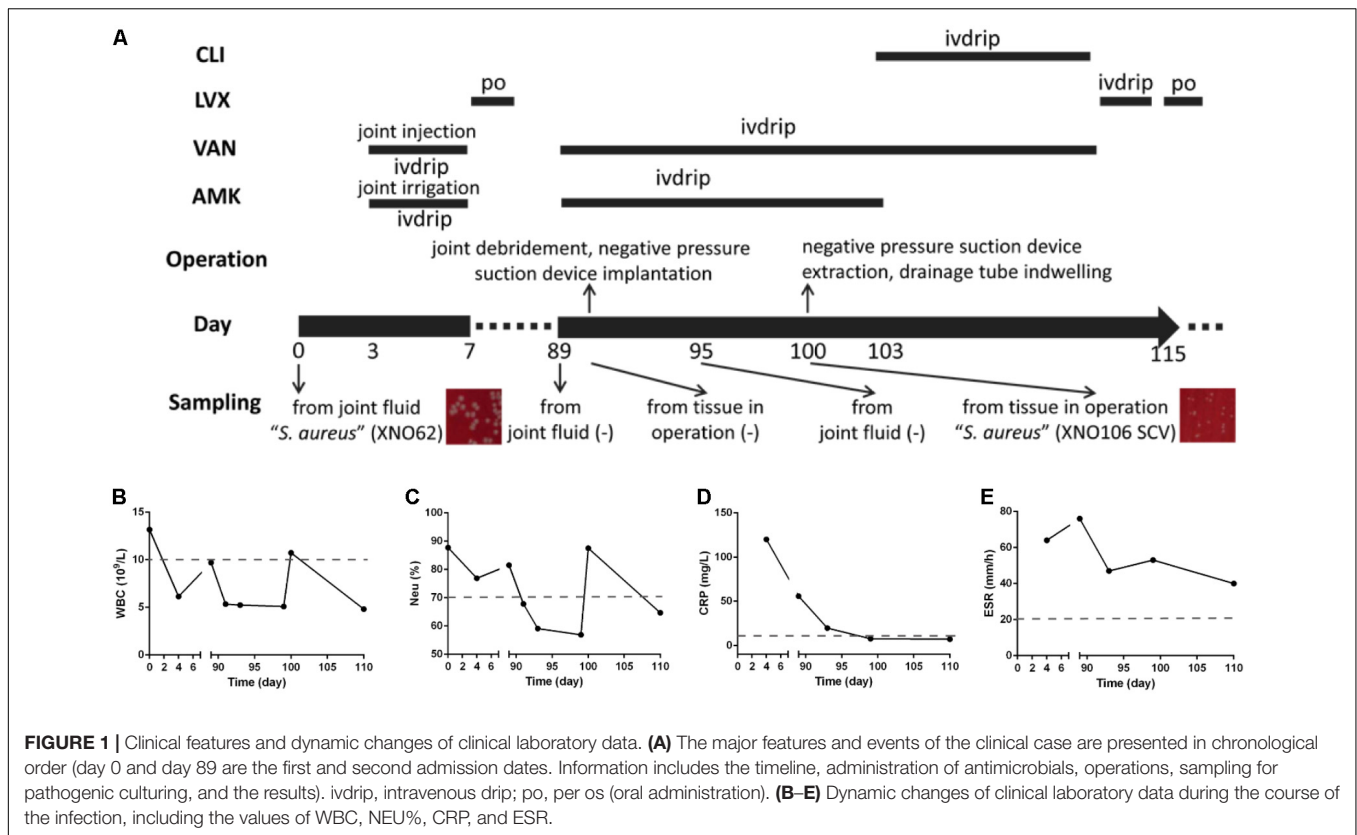 A
CLI
ivdrip
LVX
po
ivdrip
po
VAN
joint injection
ivdrip
ivdrip
AMK
joint irrigation
ivdrip
ivdrip
Operation
joint debridement, negative pressure
suction device implantation
negative pressure suction device
extraction, drainage tube indwelling
Day
0 3 7 89 95 100 103 115
Sampling
from joint fluid
"S. aureus" (XNO62)
from
joint fluid (-)
from tissue in
operation (-)
from
joint fluid (-)
from tissue in operation
"S. aureus" (XNO106 SCV)
B
WBC (10⁹/L)
15
10
5
0
0 2 4 6 90 95 100 105 110
Time (day)
C
Neu (%)
100
90
80
70
60
50
0 2 4 6 90 95 100 105 110
Time (day)
D
CRP (mg/L)
150
100
50
0
0 2 4 6 90 95 100 105 110
Time (day)
E
ESR (mm/h)
80
60
40
20
0
0 2 4 6 90 95 100 105 110
Time (day)
FIGURE 1 | Clinical features and dynamic changes of clinical laboratory data. (A) The major features and events of the clinical case are presented in chronological
order (day 0 and day 89 are the first and second admission dates. Information includes the timeline, administration of antimicrobials, operations, sampling for
pathogenic culturing, and the results). ivdrip, intravenous drip; po, per os (oral administration). (B–E) Dynamic changes of clinical laboratory data during the course of
the infection, including the values of WBC, NEU%, CRP, and ESR.